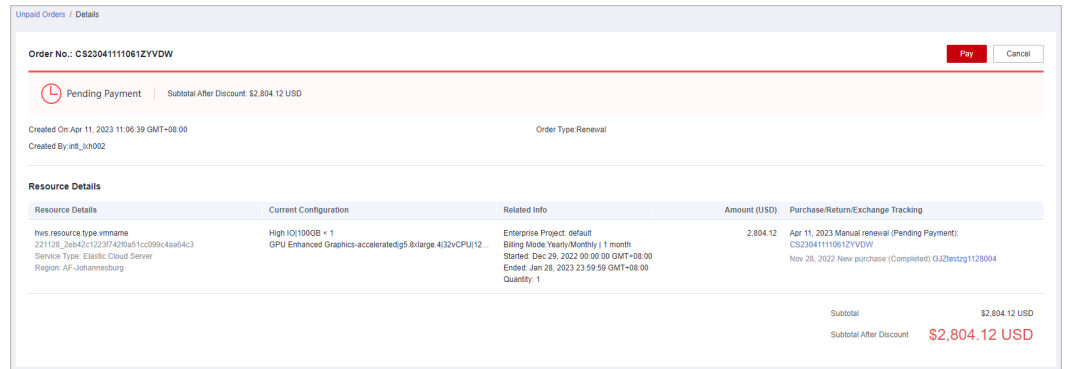 Unpaid Orders / Details
Order No.: CS23041111061ZYVDW
Pay
Cancel
Pending Payment
Subtotal After Discount: $2,804.12 USD
Created On:Apr 11, 2023 11:06:39 GMT+08:00
Order Type:Renewal
Created By:intl_lxh002
Resource Details
Resource Details
Current Configuration
Related Info
Amount (USD)
Purchase/Return/Exchange Tracking
hws.resource.type.vmname
221128_2eb42c1223f742f0a51cc099c4aa64c3
Service Type: Elastic Cloud Server
Region: AF-Johannesburg
High IO|100GB × 1
GPU Enhanced Graphics-accelerated|g5.8xlarge.4|32vCPU|12...
Enterprise Project: default
Billing Mode:Yearly/Monthly | 1 month
Started: Dec 29, 2022 00:00:00 GMT+08:00
Ended: Jan 28, 2023 23:59:59 GMT+08:00
Quantity: 1
2,804.12
Apr 11, 2023 Manual renewal (Pending Payment):
CS23041111061ZYVDW
Nov 28, 2022 New purchase (Completed):GJZtestzg1128004
Subtotal
$2,804.12 USD
Subtotal After Discount
$2,804.12 USD